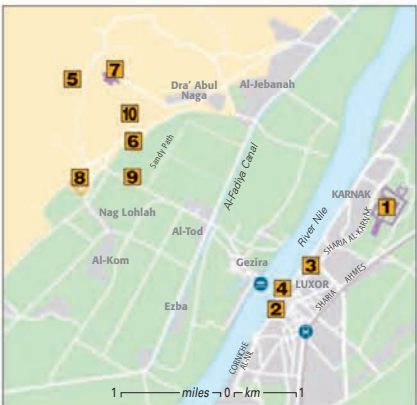 7
5
Dra' Abul
Naga
Al-Jebanah
10
6
Sandy Path
Al-Fadiya Canal
8
9
KARNAK
1
Nag Lohlah
SHARIA AL-KARNAK
River Nile
Al-Tod
Al-Kom
Gezira
3
SHARIA AHMES
LUXOR
4
2
Ezba
CORNICHE
AL-NIL
1 miles 0 km 1